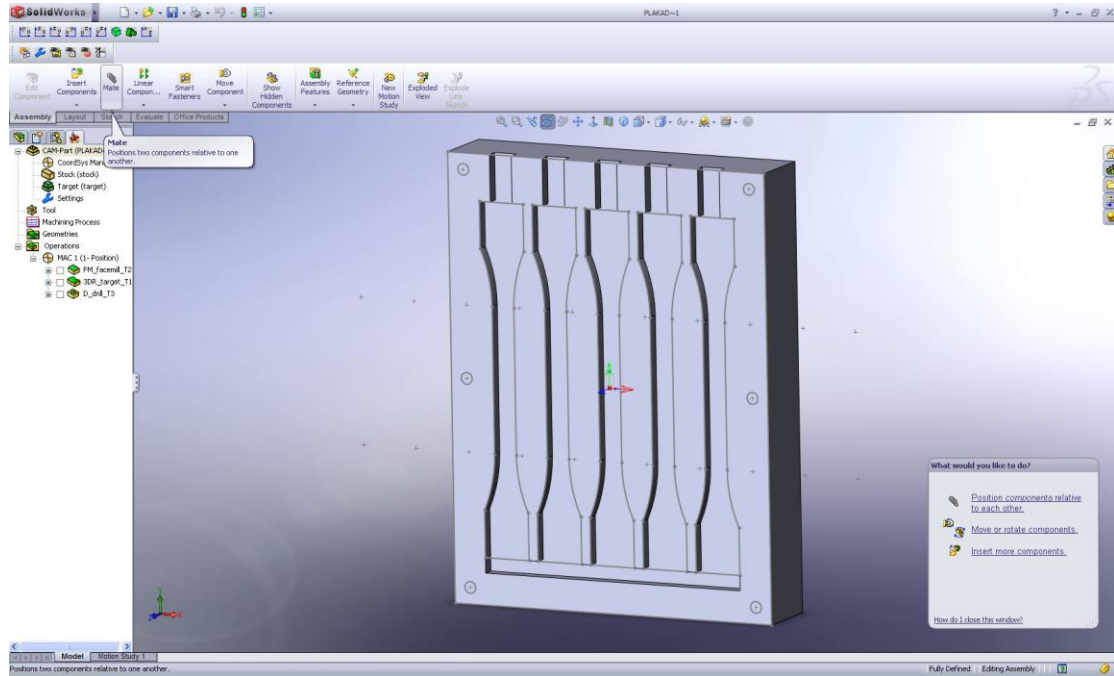 SolidWorks
PLAKAD~1
Edit Component
Insert Components
Mate
Linear Compon...
Smart Fasteners
Move Component
Show Hidden Components
Assembly Features
Reference Geometry
New Motion Study
Exploded View
Explode Line Sketch
Assembly Layout Sketch Evaluate Office Products
Mate
Positions two components relative to one
another.
CAM-Part (PLAKAD-
CoordSys Man
Stock (stock)
Target (target)
Settings
Tool
Machining Process
Geometries
Operations
MAC 1 (1- Position)
FM_facemill_T2
3DR_target_T1
D_drill_T3
What would you like to do?
Position components relative
to each other.
Move or rotate components.
Insert more components.
How do I close this window?
Y
X
Z
Model Motion Study 1
Positions two components relative to one another.
Fully Defined Editing Assembly